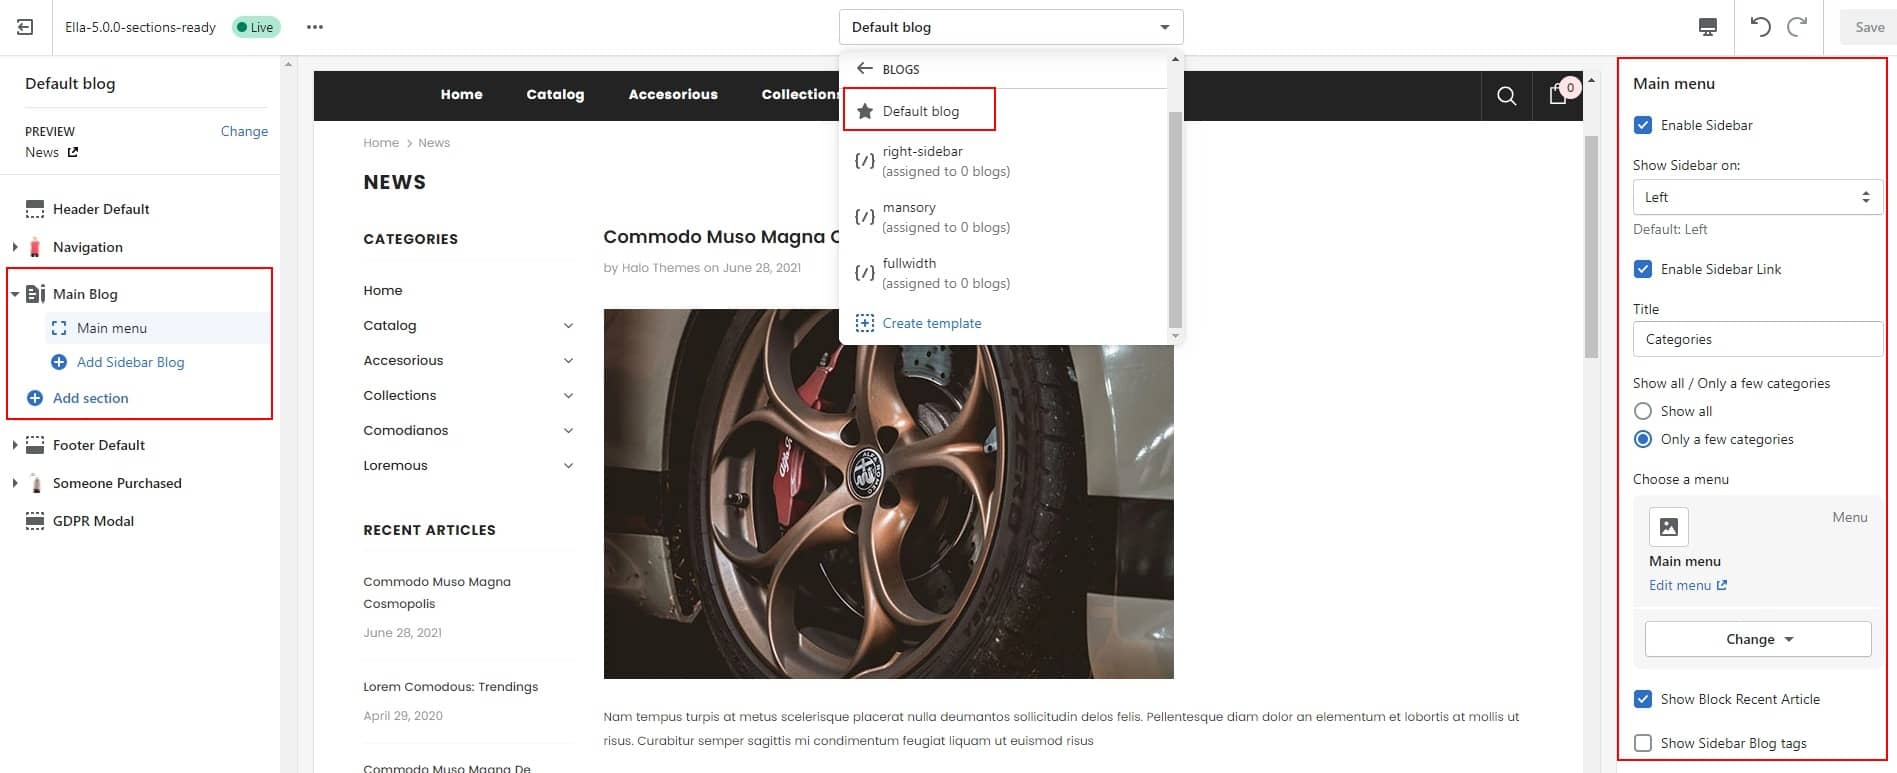 Ella-5.0.0-sections-ready
Live
Default blog
Save
Default blog
PREVIEW
Change
News
Header Default
Navigation
Main Blog
Main menu
Add Sidebar Blog
Add section
Footer Default
Someone Purchased
GDPR Modal
BLOGS
Default blog
right-sidebar
(assigned to 0 blogs)
mansory
(assigned to 0 blogs)
fullwidth
(assigned to 0 blogs)
Create template
Home Catalog Accesorious Collections
0
Home > News
NEWS
CATEGORIES
Home
Catalog
Accesorious
Collections
Comodianos
Loremous
RECENT ARTICLES
Commodo Muso Magna
Cosmopolis
June 28, 2021
Lorem Comodous: Trendings
April 29, 2020
Commodo Muso Magna De
Commodo Muso Magna C
by Halo Themes on June 28, 2021
ALFA ROMEO
Nam tempus turpis at metus scelerisque placerat nulla deumantos sollicitudin delos felis. Pellentesque diam dolor an elementum et lobortis at mollis ut
risus. Curabitur semper sagittis mi condimentum feugiat liquam ut euismod risus
Main menu
Enable Sidebar
Show Sidebar on:
Left
Default: Left
Enable Sidebar Link
Title
Categories
Show all / Only a few categories
Show all
Only a few categories
Choose a menu
Menu
Main menu
Edit menu
Change
Show Block Recent Article
Show Sidebar Blog tags